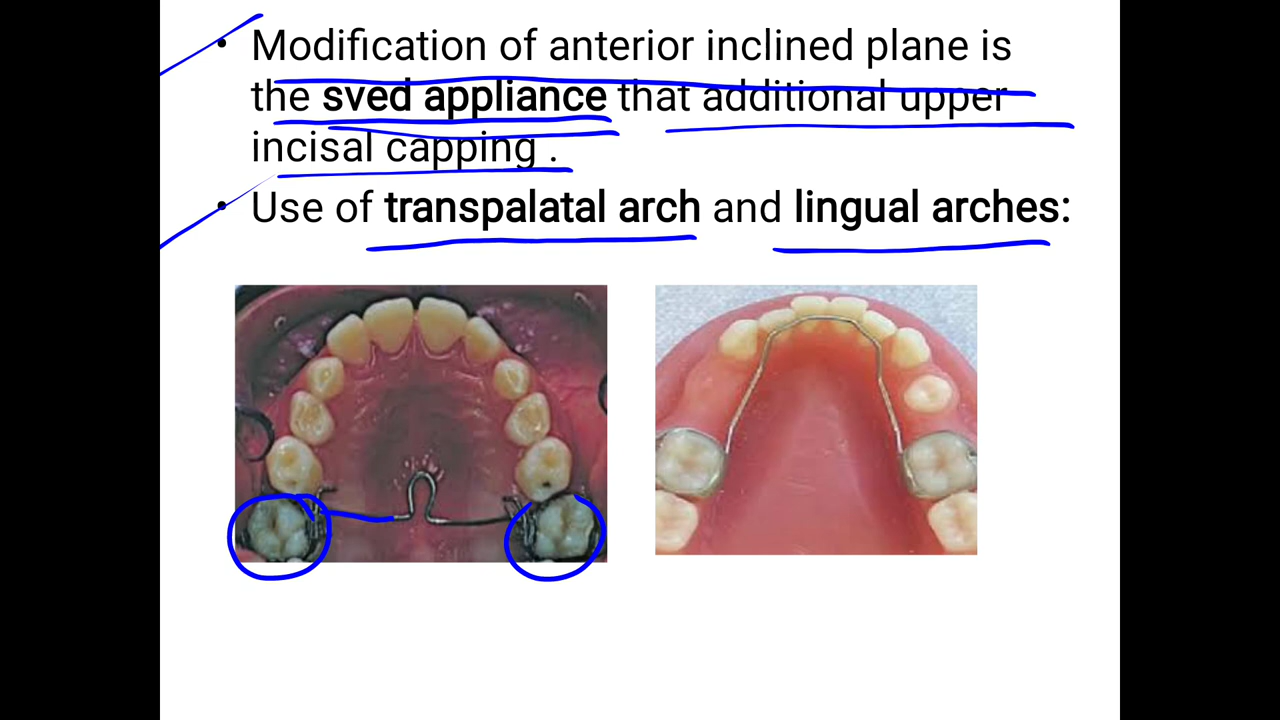 • Modification of anterior inclined plane is
the sved appliance that additional upper
incisal capping .
• Use of transpalatal arch and lingual arches: